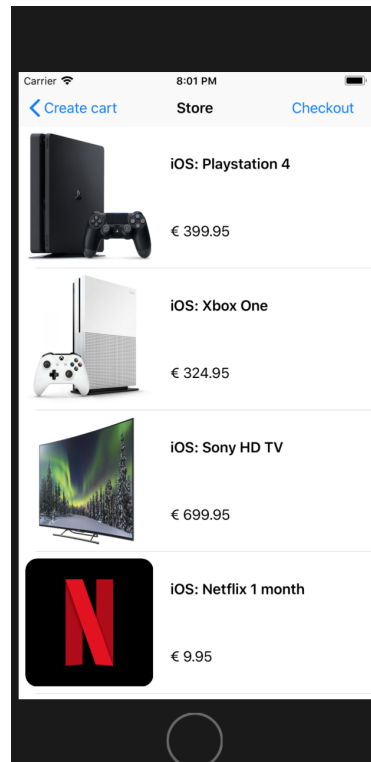 Carrier 8:01 PM
Create cart Store Checkout
iOS: Playstation 4
€ 399.95
iOS: Xbox One
€ 324.95
iOS: Sony HD TV
€ 699.95
iOS: Netflix 1 month
N
€ 9.95